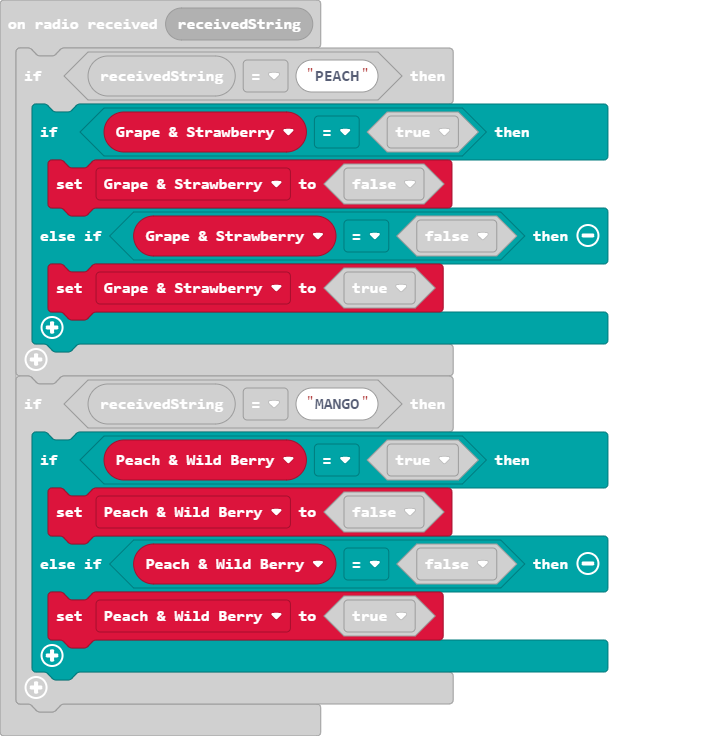 on radio received receivedString
if receivedString = "PEACH" then
if Grape & Strawberry = true then
set Grape & Strawberry to false
else if Grape & Strawberry = false then
set Grape & Strawberry to true
if receivedString = "MANGO" then
if Peach & Wild Berry = true then
set Peach & Wild Berry to false
else if Peach & Wild Berry = false then
set Peach & Wild Berry to true